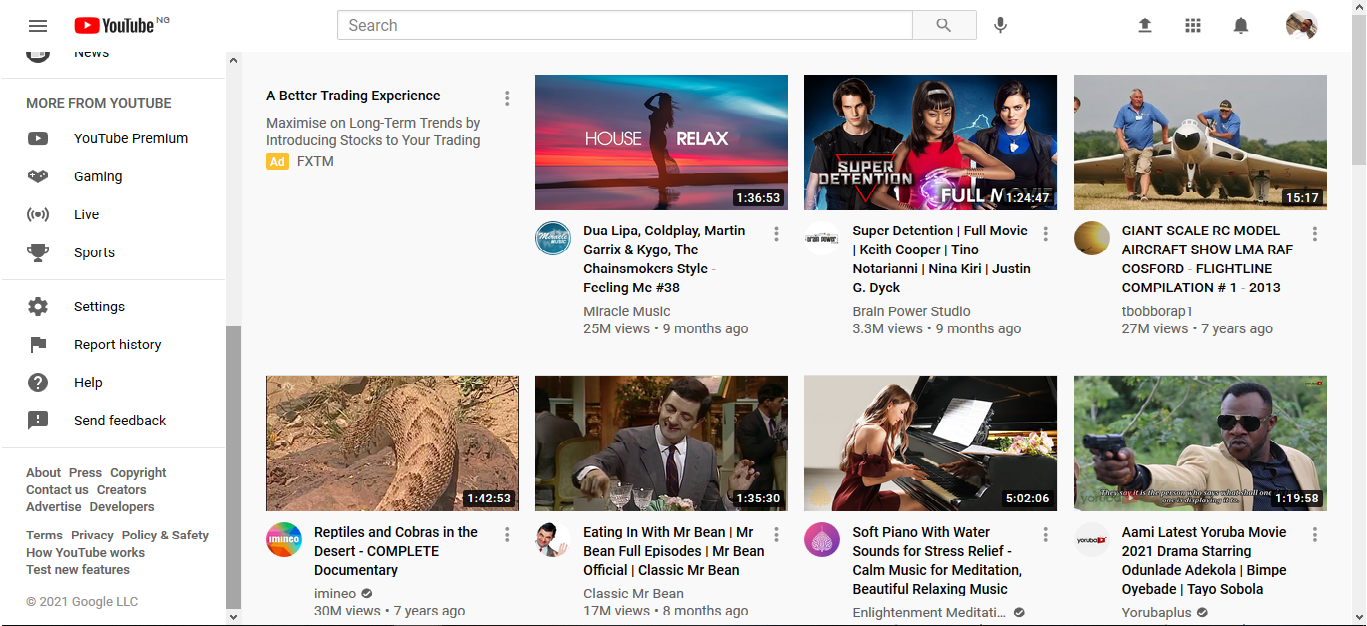 YouTube NG
Search
News
MORE FROM YOUTUBE
YouTube Premium
Gaming
Live
Sports
Settings
Report history
Help
Send feedback
About Press Copyright
Contact us Creators
Advertise Developers
Terms Privacy Policy & Safety
How YouTube works
Test new features
© 2021 Google LLC
A Better Trading Experience
Maximise on Long-Term Trends by
Introducing Stocks to Your Trading
Ad FXTM
HOUSE RELAX
1:36:53
Miracle
MUSIC
Dua Lipa, Coldplay, Martin
Garrix & Kygo, The
Chainsmokers Style -
Feeling Me #38
Miracle Music
25M views • 9 months ago
SUPER
DETENTION
FULL MOVIE
1:24:47
brain power
Super Detention | Full Movie
| Keith Cooper | Tino
Notarianni | Nina Kiri | Justin
G. Dyck
Brain Power Studio
3.3M views • 9 months ago
15:17
GIANT SCALE RC MODEL
AIRCRAFT SHOW LMA RAF
COSFORD - FLIGHTLINE
COMPILATION # 1 - 2013
tbobborap1
27M views • 7 years ago
1:42:53
imineo
Reptiles and Cobras in the
Desert - COMPLETE
Documentary
imineo
30M views • 7 years ago
1:35:30
Eating In With Mr Bean | Mr
Bean Full Episodes | Mr Bean
Official | Classic Mr Bean
Classic Mr Bean
17M views • 8 months ago
5:02:06
Soft Piano With Water
Sounds for Stress Relief -
Calm Music for Meditation,
Beautiful Relaxing Music
Enlightenment Meditati...
They say it is the person who says what shall one
one is displaying it to.
1:19:58
yoruba
Aami Latest Yoruba Movie
2021 Drama Starring
Odunlade Adekola | Bimpe
Oyebade | Tayo Sobola
Yorubaplus